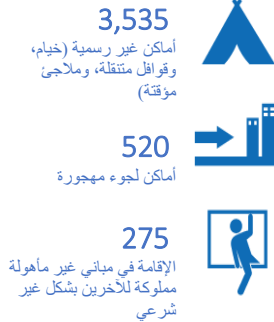 3,535
أماكن غير رسمية (خيام،
وقوافل متنقلة، وملاجئ
مؤقتة)
520
أماكن لجوء مهجورة
275
الإقامة في مباني غير مأهولة
مملوكة للآخرين بشكل غير
شرعي